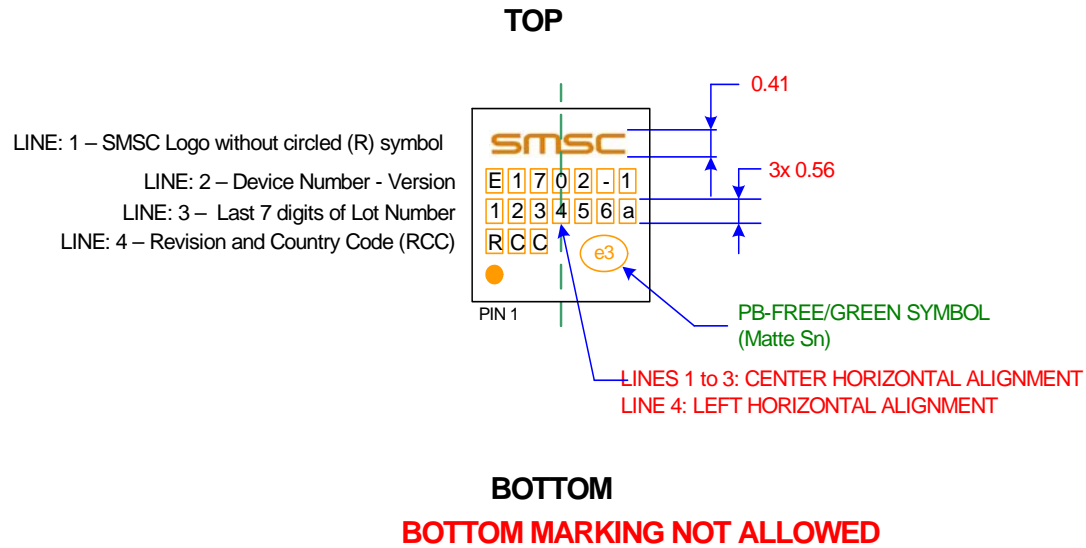 TOP
0.41
LINE: 1 – SMSC Logo without circled (R) symbol
SMSC
3x 0.56
LINE: 2 – Device Number - Version
E1702-1
LINE: 3 – Last 7 digits of Lot Number
123456a
LINE: 4 – Revision and Country Code (RCC)
RCC
e3
PIN 1
PB-FREE/GREEN SYMBOL
(Matte Sn)
LINES 1 to 3: CENTER HORIZONTAL ALIGNMENT
LINE 4: LEFT HORIZONTAL ALIGNMENT
BOTTOM
BOTTOM MARKING NOT ALLOWED